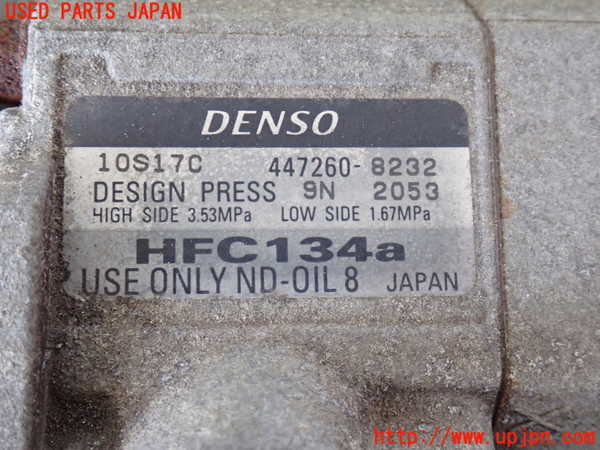 USED PARTS JAPAN
DENSO
10S17C 447260-8232
DESIGN PRESS 9N 2053
HIGH SIDE 3.53MPa LOW SIDE 1.67MPa
HFC134a
USE ONLY ND-OIL 8 JAPAN
http://www.upjpn.com/